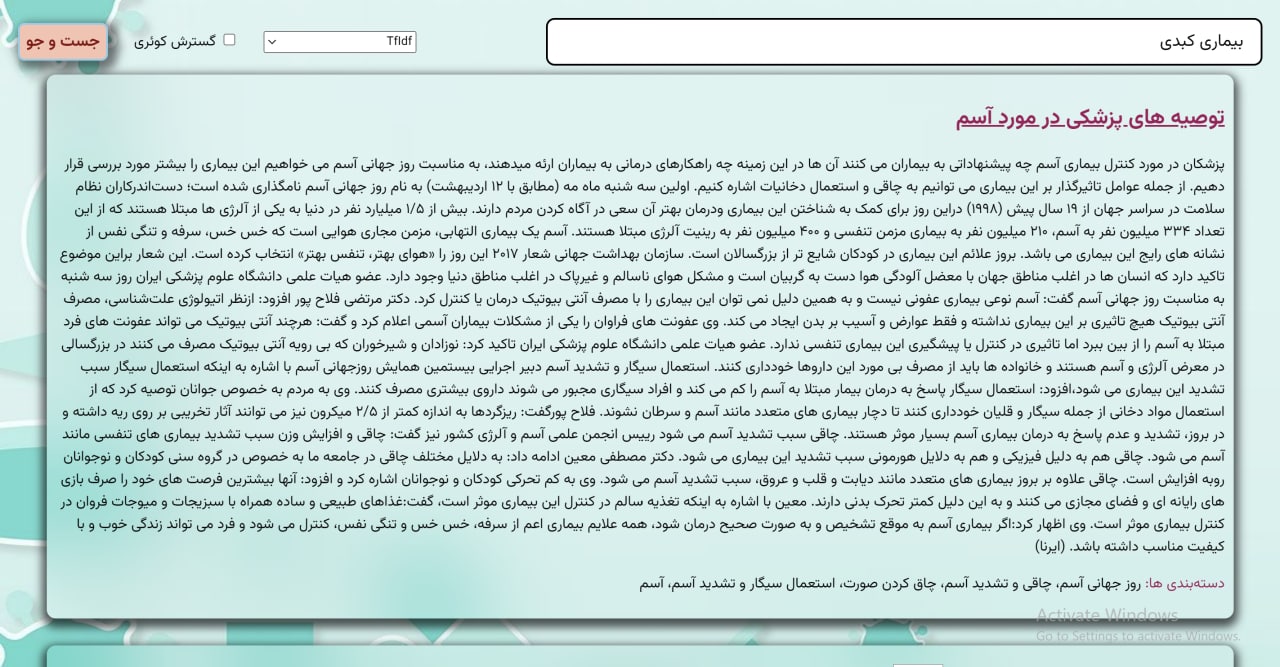 بیماری کبدی
TfIdf
گسترش کوئری
جست و جو
توصیه های پزشکی در مورد آسم
پزشکان در مورد کنترل بیماری آسم چه پیشنهاداتی به بیماران می کنند آن ها در این زمینه چه راهکارهای درمانی به بیماران ارئه میدهند، به مناسبت روز جهانی آسم می خواهیم این بیماری را بیشتر مورد بررسی قرار
دهیم. از جمله عوامل تاثیرگذار بر این بیماری می توانیم به چاقی و استعمال دخانیات اشاره کنیم. اولین سه شنبه ماه مه (مطابق با ۱۲ اردیبهشت) به نام روز جهانی آسم نامگذاری شده است؛ دست‌اندرکاران نظام
سلامت در سراسر جهان از ۱۹ سال پیش (۱۹۹۸) دراین روز برای کمک به شناختن این بیماری ودرمان بهتر آن سعی در آگاه کردن مردم دارند. بیش از ۱/۵ میلیارد نفر در دنیا به یکی از آلرژی ها مبتلا هستند که از این
تعداد ۳۳۴ میلیون نفر به آسم، ۲۱۰ میلیون نفر به بیماری مزمن تنفسی و ۴۰۰ میلیون نفر به رینیت آلرژی مبتلا هستند. آسم یک بیماری التهابی، مزمن مجاری هوایی است که خس خس، سرفه و تنگی نفس از
نشانه های رایج این بیماری می باشد. بروز علائم این بیماری در کودکان شایع تر از بزرگسالان است. سازمان بهداشت جهانی شعار ۲۰۱۷ این روز را «هوای بهتر، تنفس بهتر» انتخاب کرده است. این شعار براین موضوع
تاکید دارد که انسان ها در اغلب مناطق جهان با معضل آلودگی هوا دست به گریبان است و مشکل هوای ناسالم و غیرپاک در اغلب مناطق دنیا وجود دارد. عضو هیات علمی دانشگاه علوم پزشکی ایران روز سه شنبه
به مناسبت روز جهانی آسم گفت: آسم نوعی بیماری عفونی نیست و به همین دلیل نمی توان این بیماری را با مصرف آنتی بیوتیک درمان یا کنترل کرد. دکتر مرتضی فلاح پور افزود: ازنظر اتیولوژی علت‌شناسی، مصرف
آنتی بیوتیک هیچ تاثیری بر این بیماری نداشته و فقط عوارض و آسیب بر بدن ایجاد می کند. وی عفونت های فراوان را یکی از مشکلات بیماران آسمی اعلام کرد و گفت: هرچند آنتی بیوتیک می تواند عفونت های فرد
مبتلا به آسم را از بین ببرد اما تاثیری در کنترل یا پیشگیری این بیماری تنفسی ندارد. عضو هیات علمی دانشگاه علوم پزشکی ایران تاکید کرد: نوزادان و شیرخوران که بی رویه آنتی بیوتیک مصرف می کنند در بزرگسالی
در معرض آلرژی و آسم هستند و خانواده ها باید از مصرف بی مورد این داروها خودداری کنند. استعمال سیگار و تشدید آسم دبیر اجرایی بیستمین همایش روزجهانی آسم با اشاره به اینکه استعمال سیگار سبب
تشدید این بیماری می شود،افزود: استعمال سیگار پاسخ به درمان بیمار مبتلا به آسم را کم می کند و افراد سیگاری مجبور می شوند داروی بیشتری مصرف کنند. وی به مردم به خصوص جوانان توصیه کرد که از
استعمال مواد دخانی از جمله سیگار و قلیان خودداری کنند تا دچار بیماری های متعدد مانند آسم و سرطان نشوند. فلاح پورگفت: ریزگردها به اندازه کمتر از ۲/۵ میکرون نیز می توانند آثار تخریبی بر روی ریه داشته و
در بروز، تشدید و عدم پاسخ به درمان بیماری آسم بسیار موثر هستند. چاقی سبب تشدید آسم می شود رییس انجمن علمی آسم و آلرژی کشور نیز گفت: چاقی و افزایش وزن سبب تشدید بیماری های تنفسی مانند
آسم می شود. چاقی هم به دلیل فیزیکی و هم به دلایل هورمونی سبب تشدید این بیماری می شود. دکتر مصطفی معین ادامه داد: به دلایل مختلف چاقی در جامعه ما به خصوص در گروه سنی کودکان و نوجوانان
روبه افزایش است. چاقی علاوه بر بروز بیماری های متعدد مانند دیابت و قلب و عروق، سبب تشدید آسم می شود. وی به کم تحرکی کودکان و نوجوانان اشاره کرد و افزود: آنها بیشترین فرصت های خود را صرف بازی
های رایانه ای و فضای مجازی می کنند و به این دلیل کمتر تحرک بدنی دارند. معین با اشاره به اینکه تغذیه سالم در کنترل این بیماری موثر است، گفت:غذاهای طبیعی و ساده همراه با سبزیجات و میوجات فروان در
کنترل بیماری موثر است. وی اظهار کرد:اگر بیماری آسم به موقع تشخیص و به صورت صحیح درمان شود، همه علایم بیماری اعم از سرفه، خس خس و تنگی نفس، کنترل می شود و فرد می تواند زندگی خوب و با
کیفیت مناسب داشته باشد. (ایرنا)
دسته‌بندی ها: روز جهانی آسم، چاقی و تشدید آسم، چاق کردن صورت، استعمال سیگار و تشدید آسم، آسم
Activate Windows
Go to Settings to activate Windows.